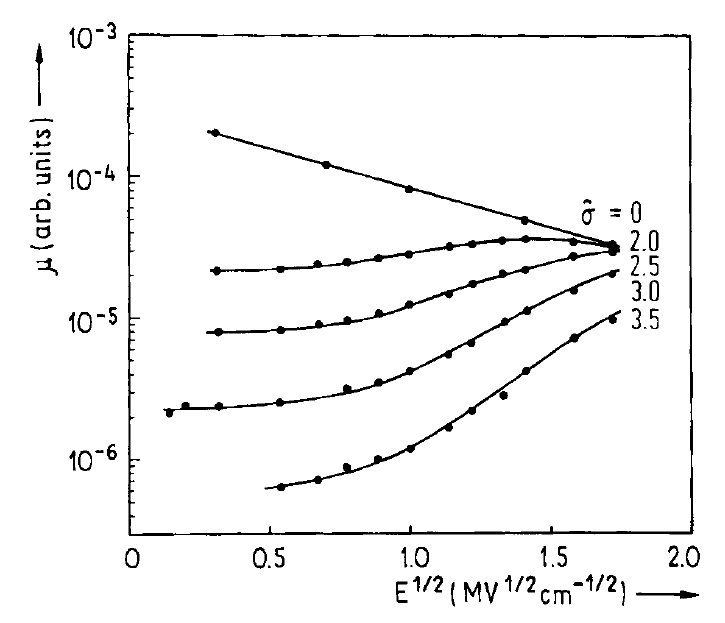 10⁻³
10⁻⁴
10⁻⁵
10⁻⁶
μ (arb. units)
σ̂ = 0
2.0
2.5
3.0
3.5
0 0.5 1.0 1.5 2.0
E^1/2 (MV^1/2 cm^-1/2)